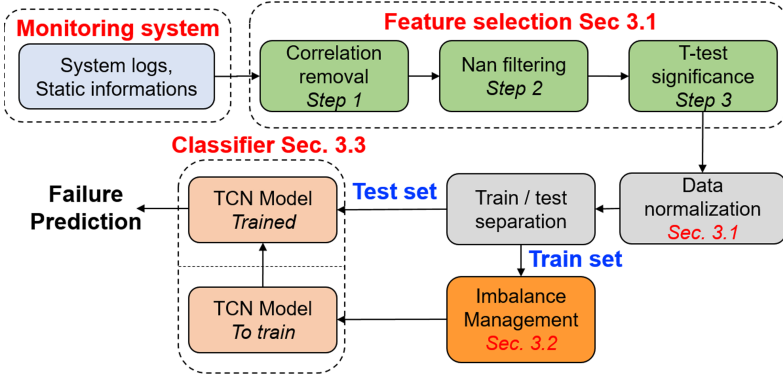 Monitoring system
System logs,
Static informations
Feature selection Sec 3.1
Correlation
removal
Step 1
Nan filtering
Step 2
T-test
significance
Step 3
Classifier Sec. 3.3
Failure
Prediction
TCN Model
Trained
Test set
Train / test
separation
Data
normalization
Sec. 3.1
Train set
TCN Model
To train
Imbalance
Management
Sec. 3.2